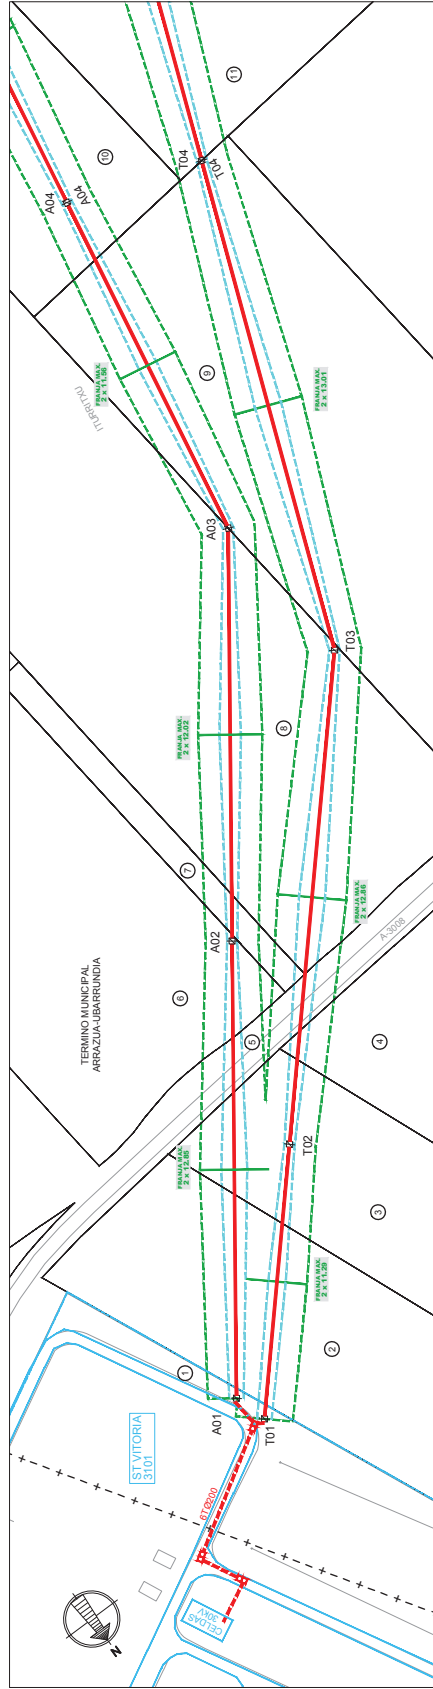 11
10
T04
T04
A04
A04
ITURRITXU
FRANJA MAX.
2 x 11.56
9
FRANJA MAX.
2 x 13.01
A03
T03
8
FRANJA MAX.
2 x 12.02
7
FRANJA MAX.
2 x 12.86
A02
A-3008
6
TERMINO MUNICIPAL
ARRAZUA-UBARRUNDIA
5
4
T02
FRANJA MAX.
2 x 12.85
3
FRANJA MAX.
2 x 11.29
2
1
A01
T01
ST VITORIA
3101
6TØ200
CELDAS
30KV
N